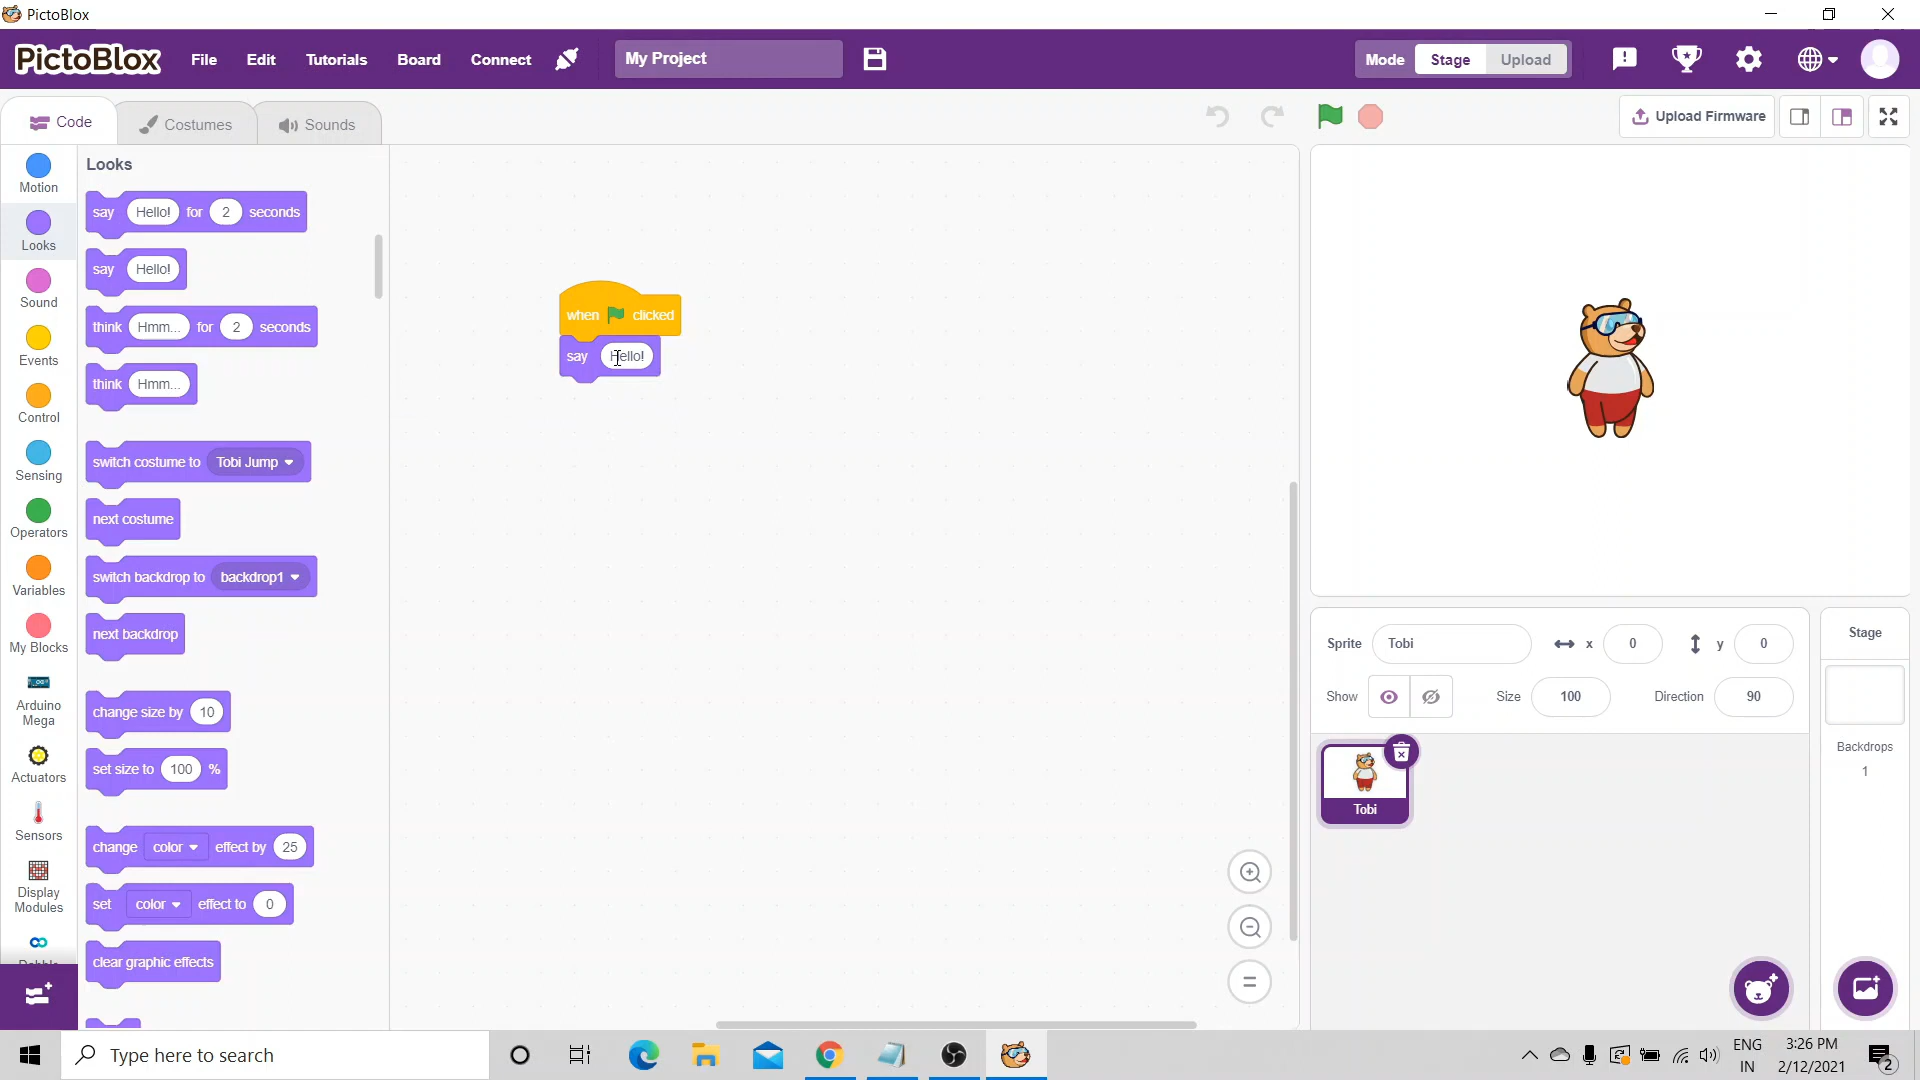 PictoBlox
PictoBlox File Edit Tutorials Board Connect My Project Mode Stage Upload
Code Costumes Sounds Upload Firmware
Motion
Looks
Sound
Events
Control
Sensing
Operators
Variables
My Blocks
Arduino
Mega
Actuators
Sensors
Display
Modules
Looks
say Hello! for 2 seconds
say Hello!
think Hmm... for 2 seconds
think Hmm...
switch costume to Tobi Jump
next costume
switch backdrop to backdrop1
next backdrop
change size by 10
set size to 100 %
change color effect by 25
set color effect to 0
clear graphic effects
when clicked
say Hello!
Sprite Tobi x 0 y 0
Show Size 100 Direction 90
Tobi
Stage
Backdrops
1
Type here to search
ENG
IN
3:26 PM
2/12/2021
2